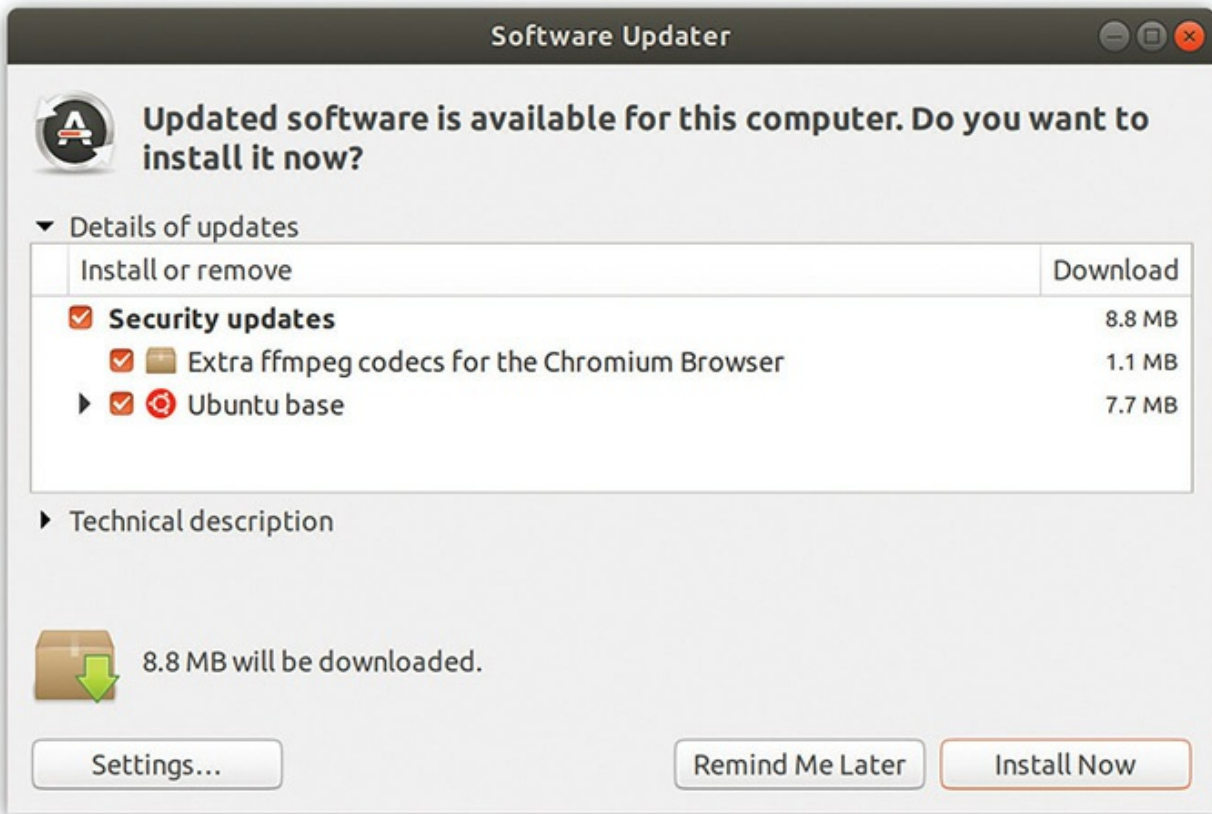 Software Updater
Updated software is available for this computer. Do you want to
install it now?
Details of updates
Install or remove Download
Security updates 8.8 MB
Extra ffmpeg codecs for the Chromium Browser 1.1 MB
Ubuntu base 7.7 MB
Technical description
8.8 MB will be downloaded.
Settings... Remind Me Later Install Now